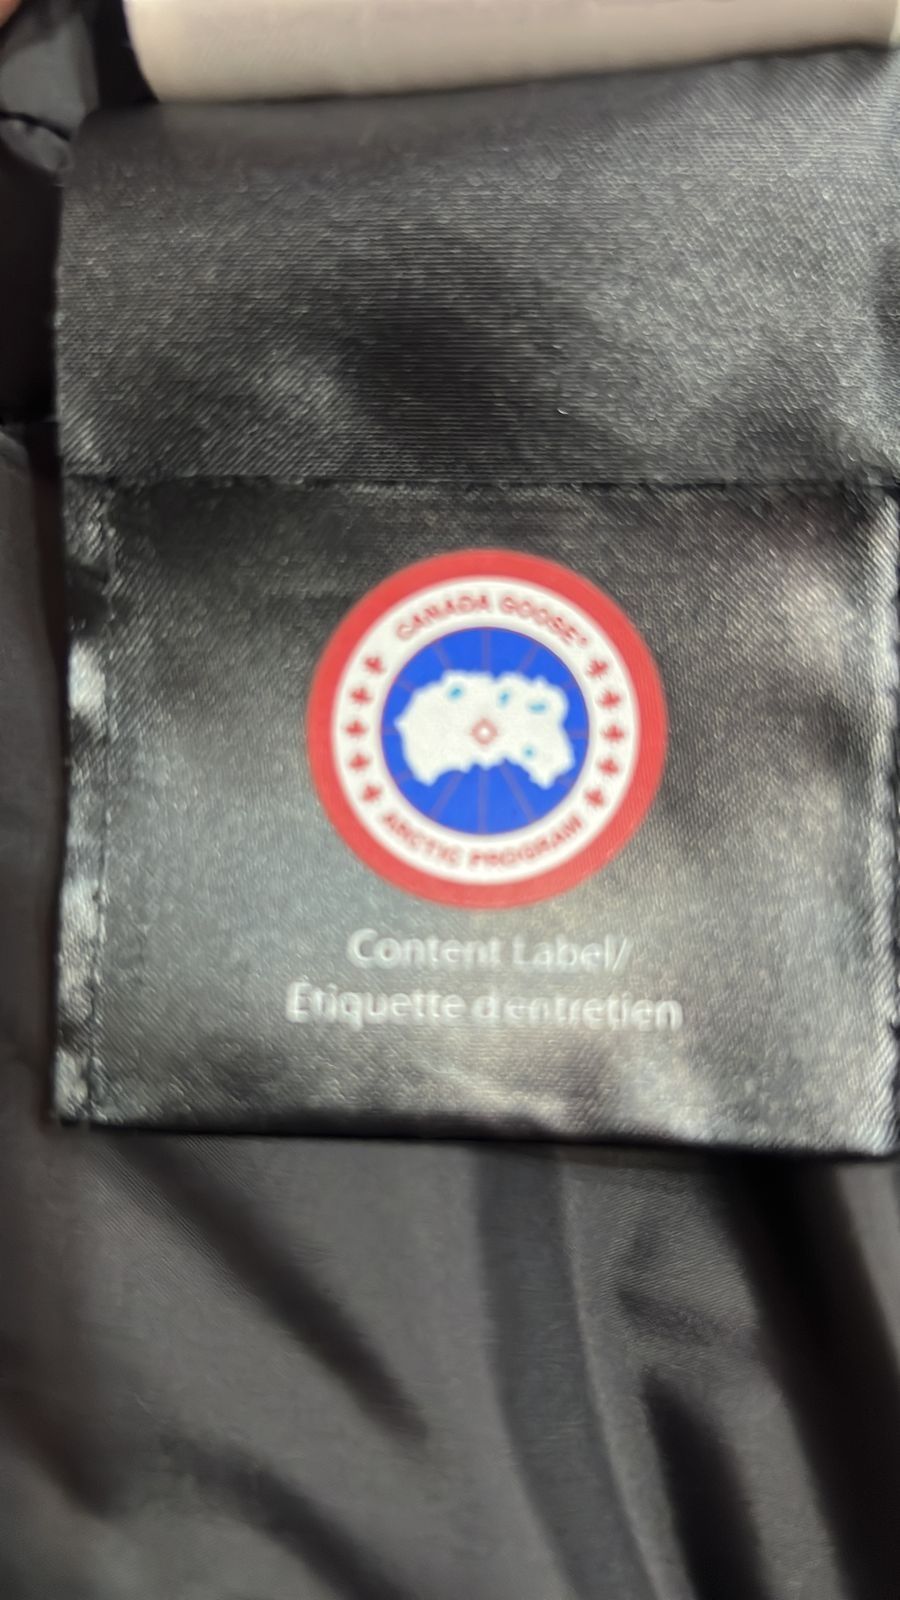 CANADA GOOSE®
ARCTIC PROGRAM
Content Label/
Étiquette d'entretien